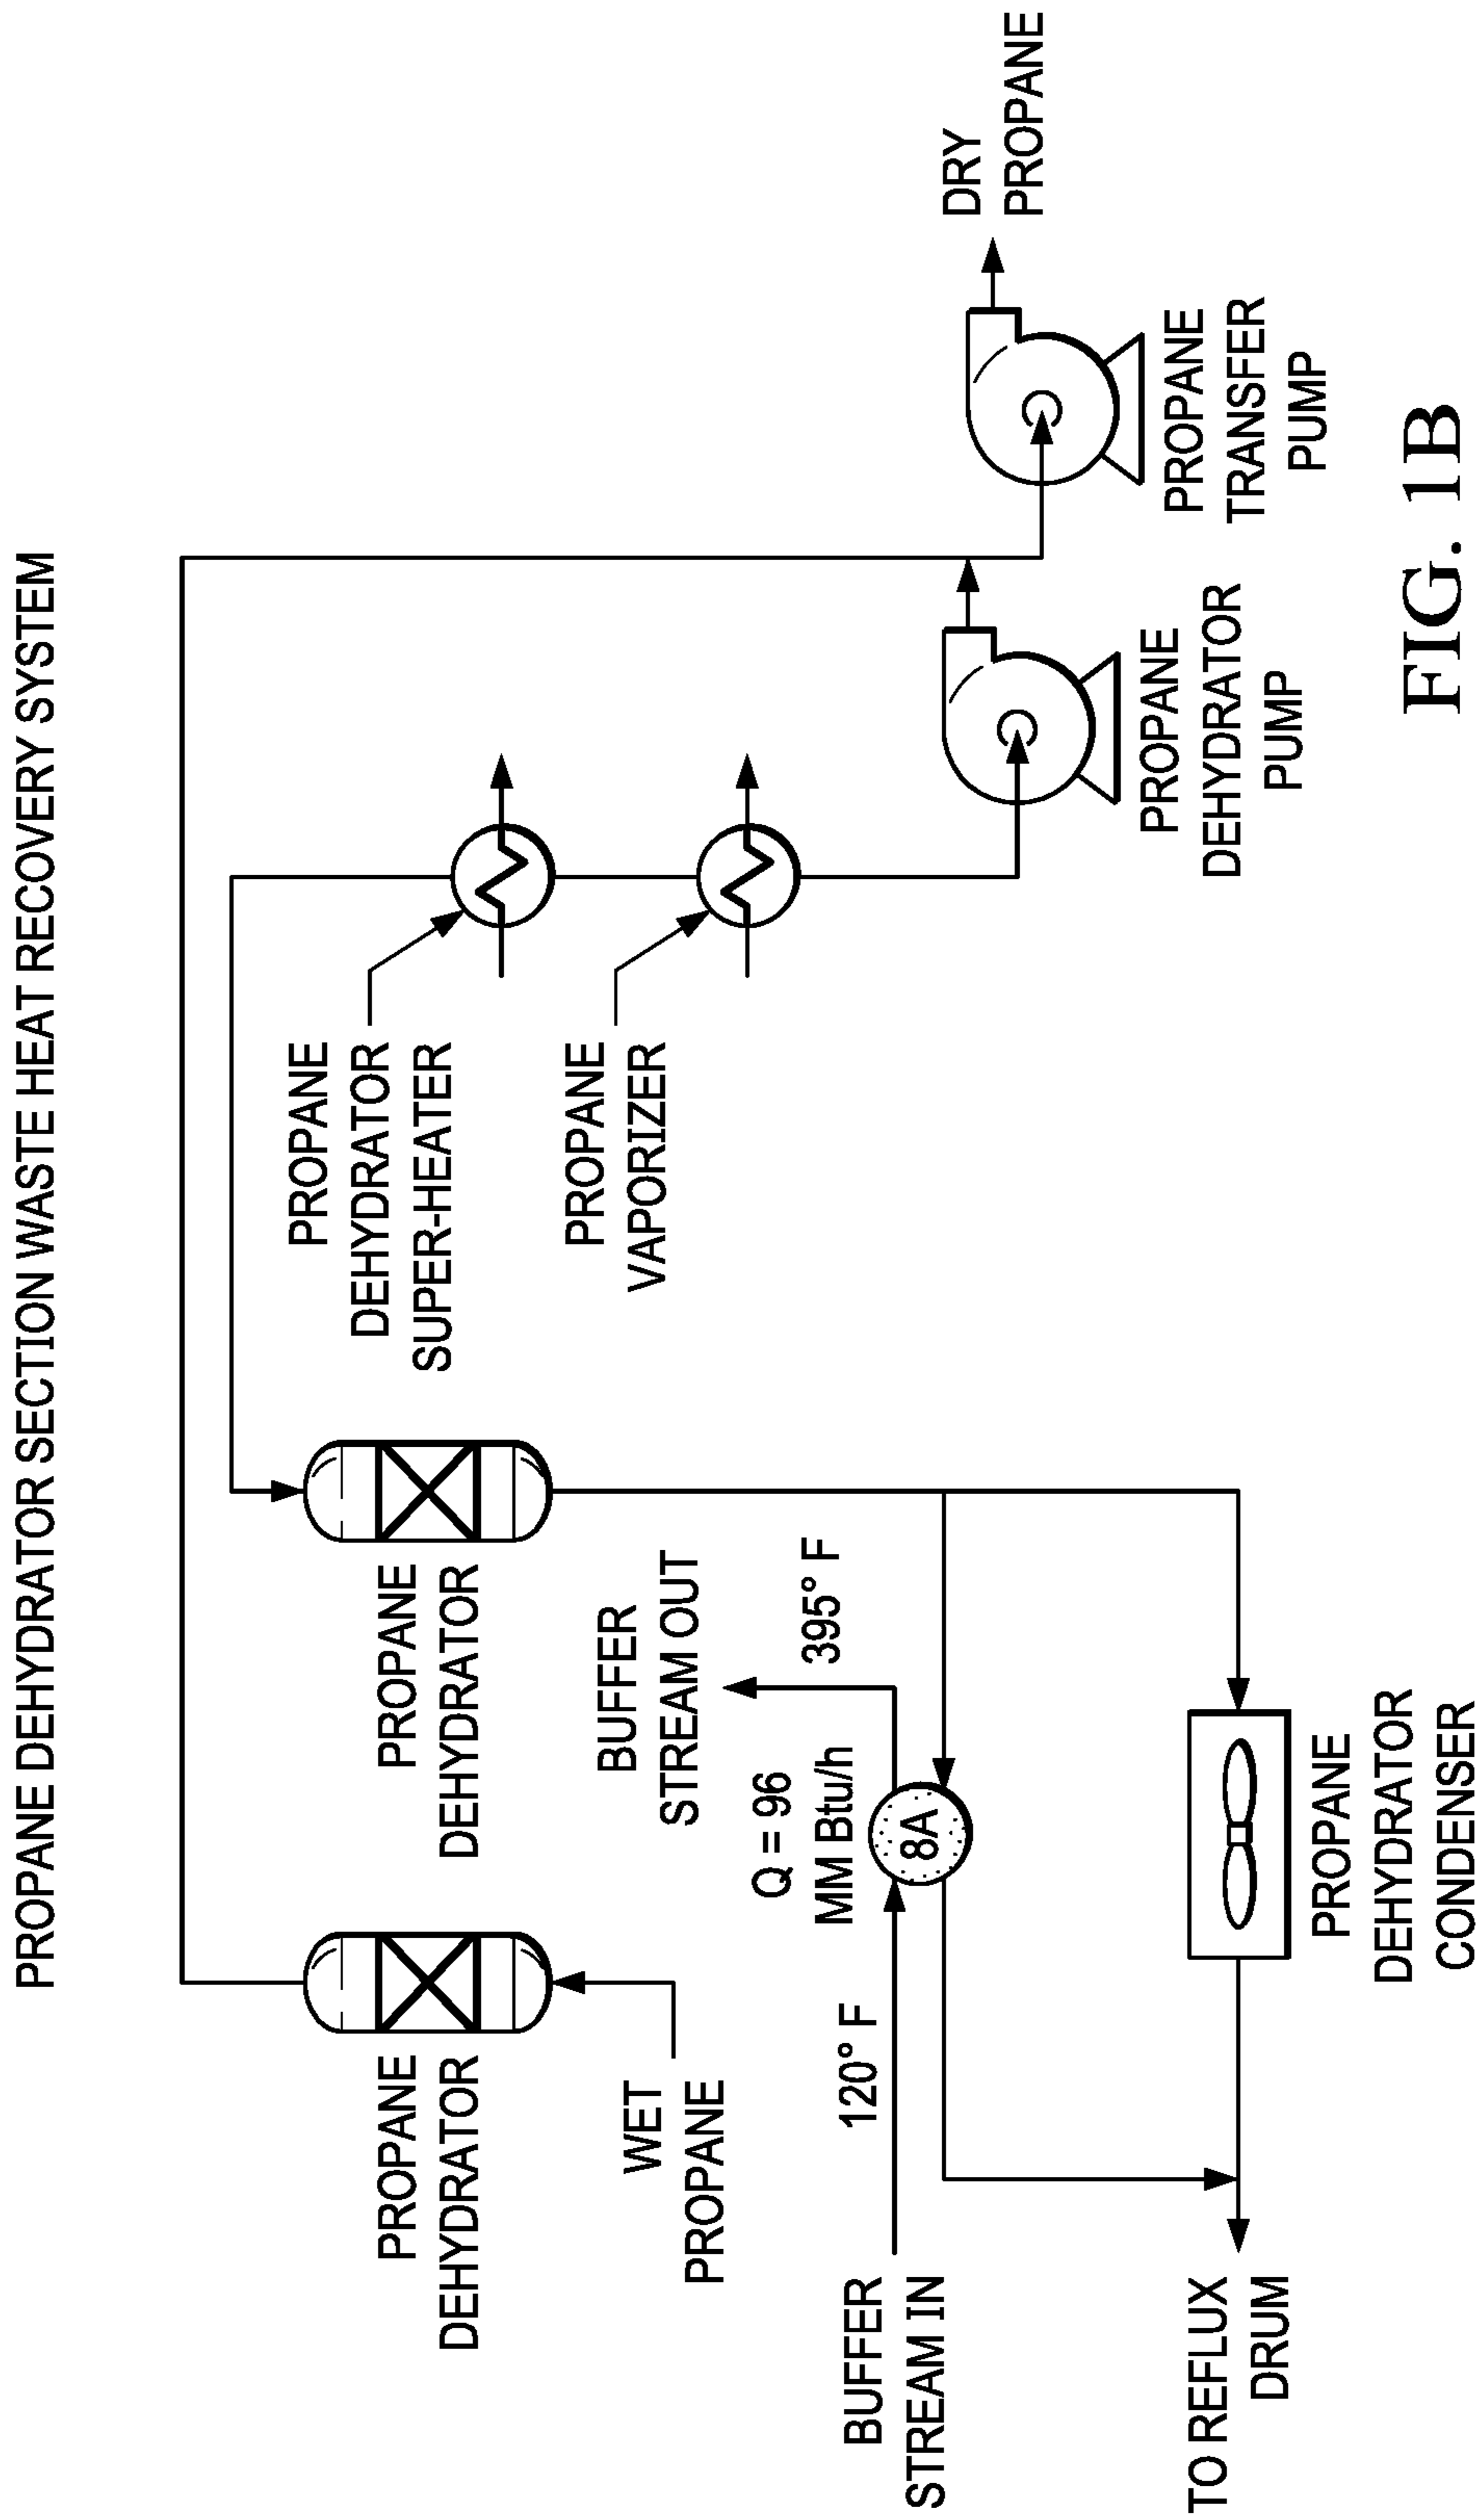 PROPANE DEHYDRATOR SECTION WASTE HEAT RECOVERY SYSTEM
PROPANE
DEHYDRATOR
SUPER-HEATER
PROPANE
VAPORIZER
PROPANE
DEHYDRATOR
PROPANE
DEHYDRATOR
WET
PROPANE
BUFFER
STREAM OUT
395° F
Q = 96
MM Btu/h
8A
120° F
BUFFER
STREAM IN
DRY
PROPANE
PROPANE
DEHYDRATOR
PUMP
PROPANE
TRANSFER
PUMP
TO REFLUX
DRUM
PROPANE
DEHYDRATOR
CONDENSER
FIG. 1B